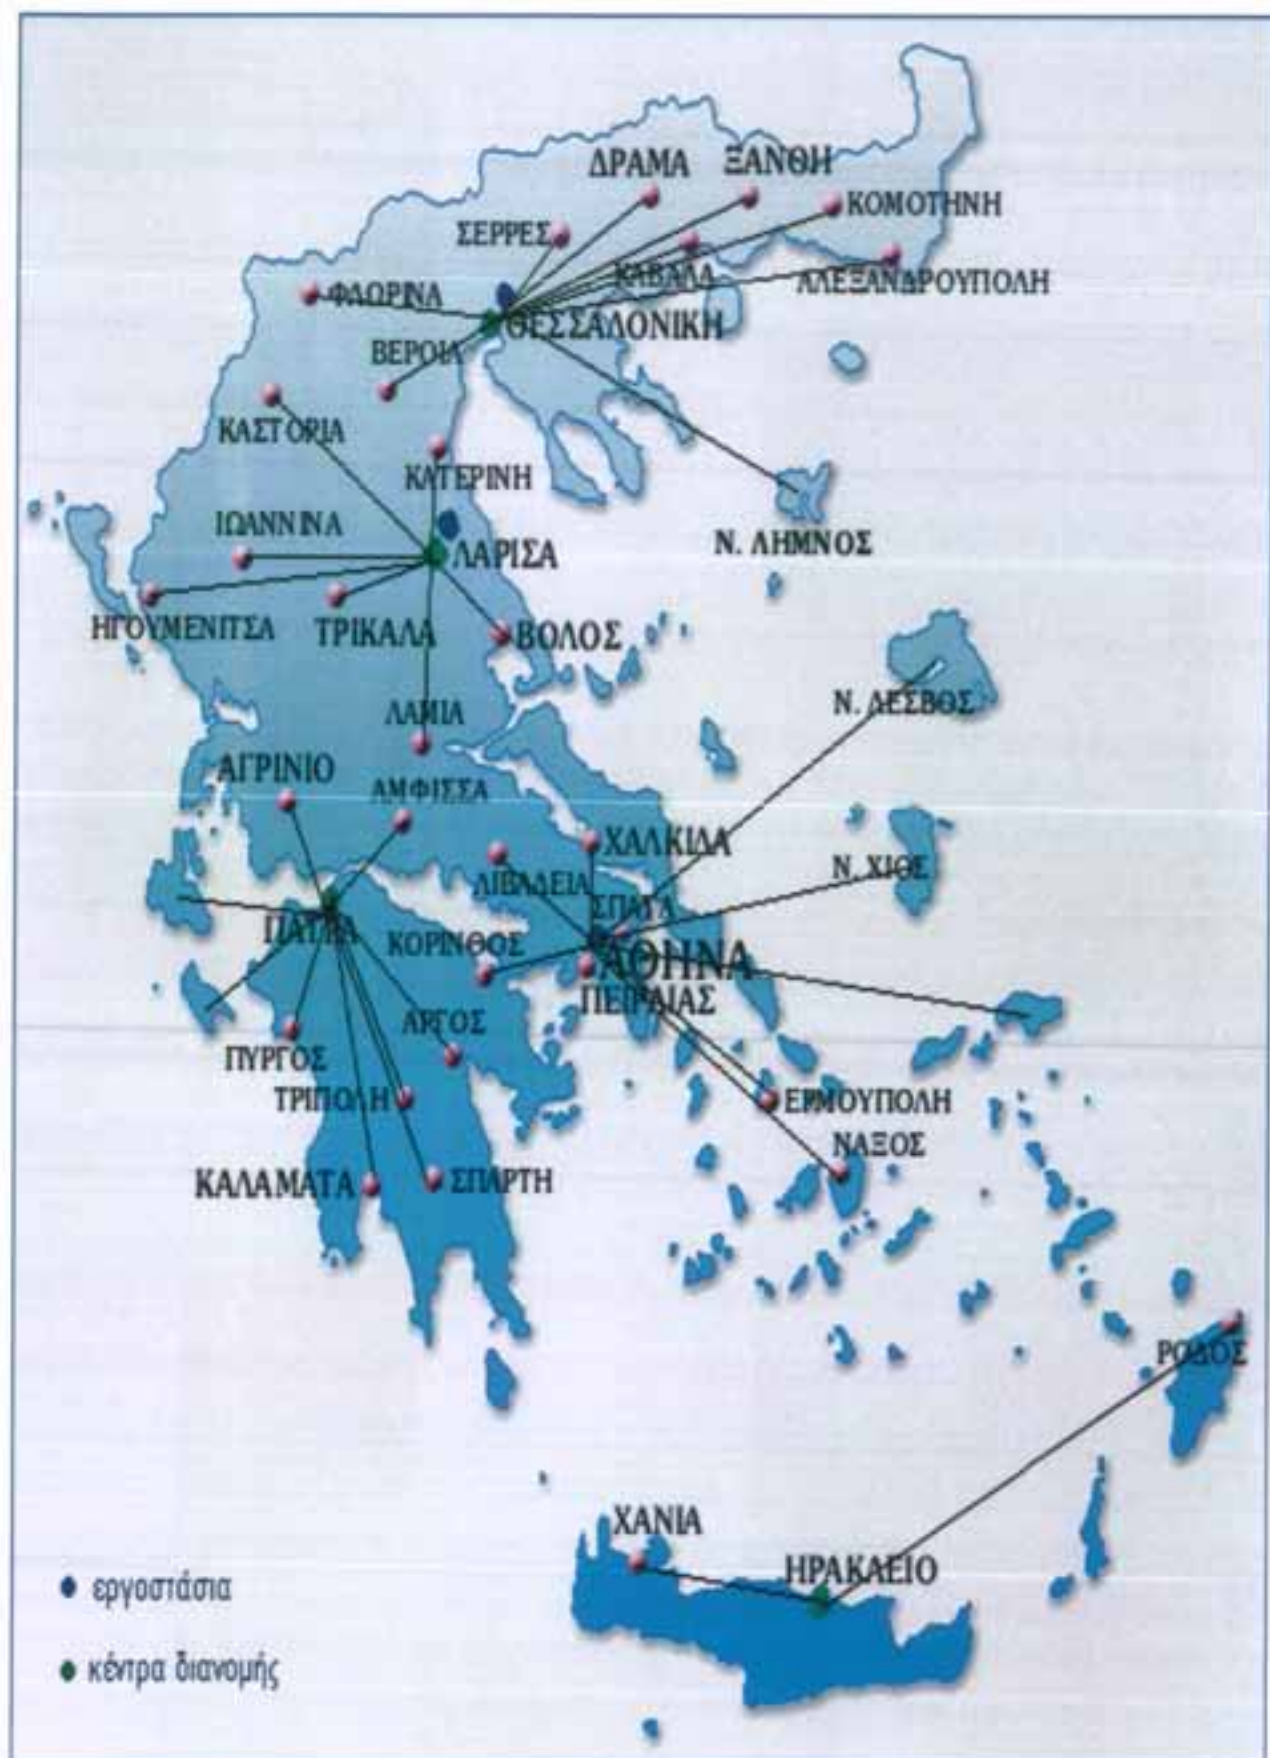 ΔΡΑΜΑ
ΞΑΝΘΗ
ΚΟΜΟΤΗΝΗ
ΣΕΡΡΕΣ
ΚΑΒΑΛΑ
ΑΛΕΞΑΝΔΡΟΥΠΟΛΗ
ΦΛΩΡΙΝΑ
ΘΕΣΣΑΛΟΝΙΚΗ
ΒΕΡΟΙΑ
ΚΑΣΤΟΡΙΑ
ΚΑΤΕΡΙΝΗ
ΙΩΑΝΝΙΝΑ
Ν. ΛΗΜΝΟΣ
ΛΑΡΙΣΑ
ΗΓΟΥΜΕΝΙΤΣΑ
ΤΡΙΚΑΛΑ
ΒΟΛΟΣ
Ν. ΛΕΣΒΟΣ
ΛΑΜΙΑ
ΑΓΡΙΝΙΟ
ΑΜΦΙΣΣΑ
ΧΑΛΚΙΔΑ
Ν. ΧΙΟΣ
ΛΙΒΑΔΕΙΑ
ΣΠΑΤΑ
ΠΑΤΡΑ
ΚΟΡΙΝΘΟΣ
ΑΘΗΝΑ
ΠΕΙΡΑΙΑΣ
ΑΡΓΟΣ
ΠΥΡΓΟΣ
ΤΡΙΠΟΛΗ
ΕΡΜΟΥΠΟΛΗ
ΝΑΞΟΣ
ΚΑΛΑΜΑΤΑ
ΣΠΑΡΤΗ
ΡΟΔΟΣ
ΧΑΝΙΑ
ΗΡΑΚΛΕΙΟ
εργοστάσια
κέντρα διανομής